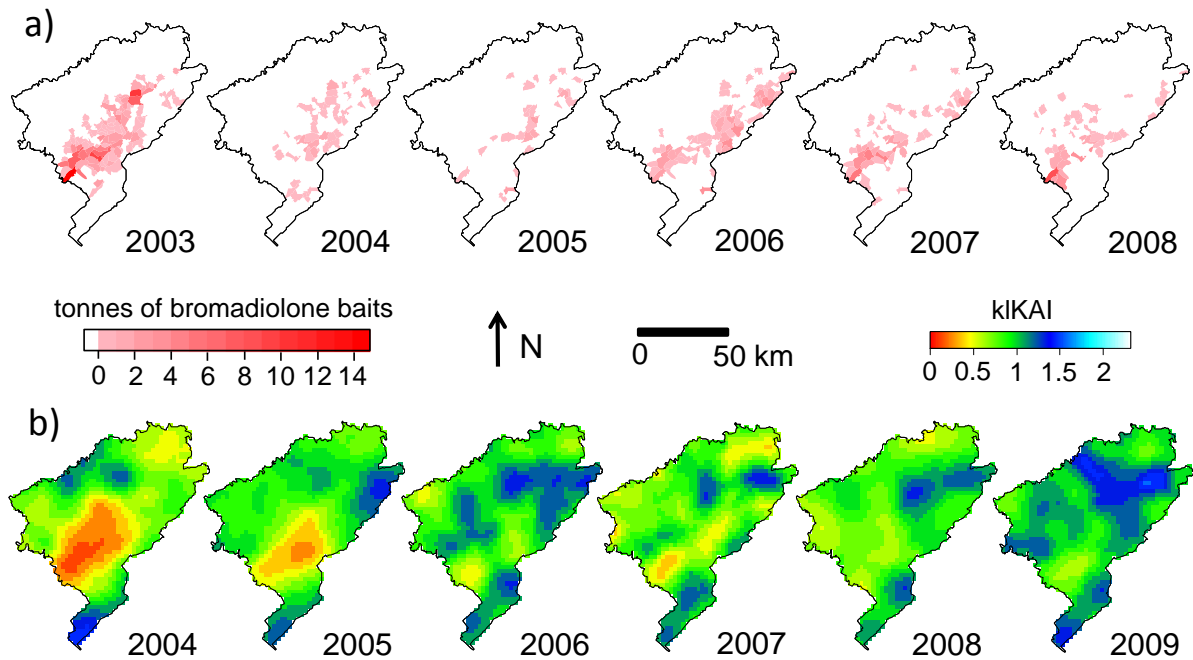 a)
2003 2004 2005 2006 2007 2008
tonnes of bromadiolone baits
0 2 4 6 8 10 12 14
N
0 50 km
klKAI
0 0.5 1 1.5 2
b)
2004 2005 2006 2007 2008 2009